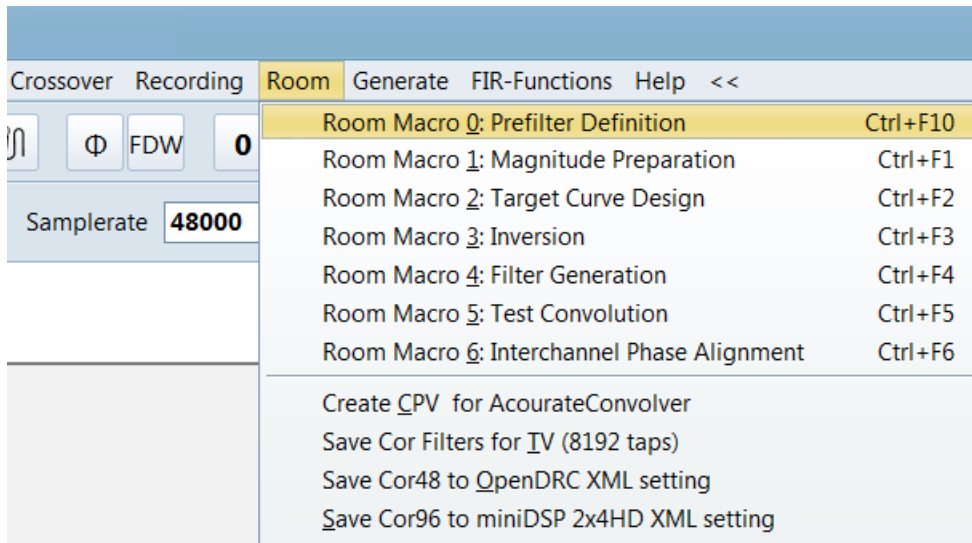 Crossover Recording Room Generate FIR-Functions Help <<
Φ FDW 0
Samplerate 48000
Room Macro 0: Prefilter Definition Ctrl+F10
Room Macro 1: Magnitude Preparation Ctrl+F1
Room Macro 2: Target Curve Design Ctrl+F2
Room Macro 3: Inversion Ctrl+F3
Room Macro 4: Filter Generation Ctrl+F4
Room Macro 5: Test Convolution Ctrl+F5
Room Macro 6: Interchannel Phase Alignment Ctrl+F6
Create CPV for AcourateConvolver
Save Cor Filters for TV (8192 taps)
Save Cor48 to OpenDRC XML setting
Save Cor96 to miniDSP 2x4HD XML setting